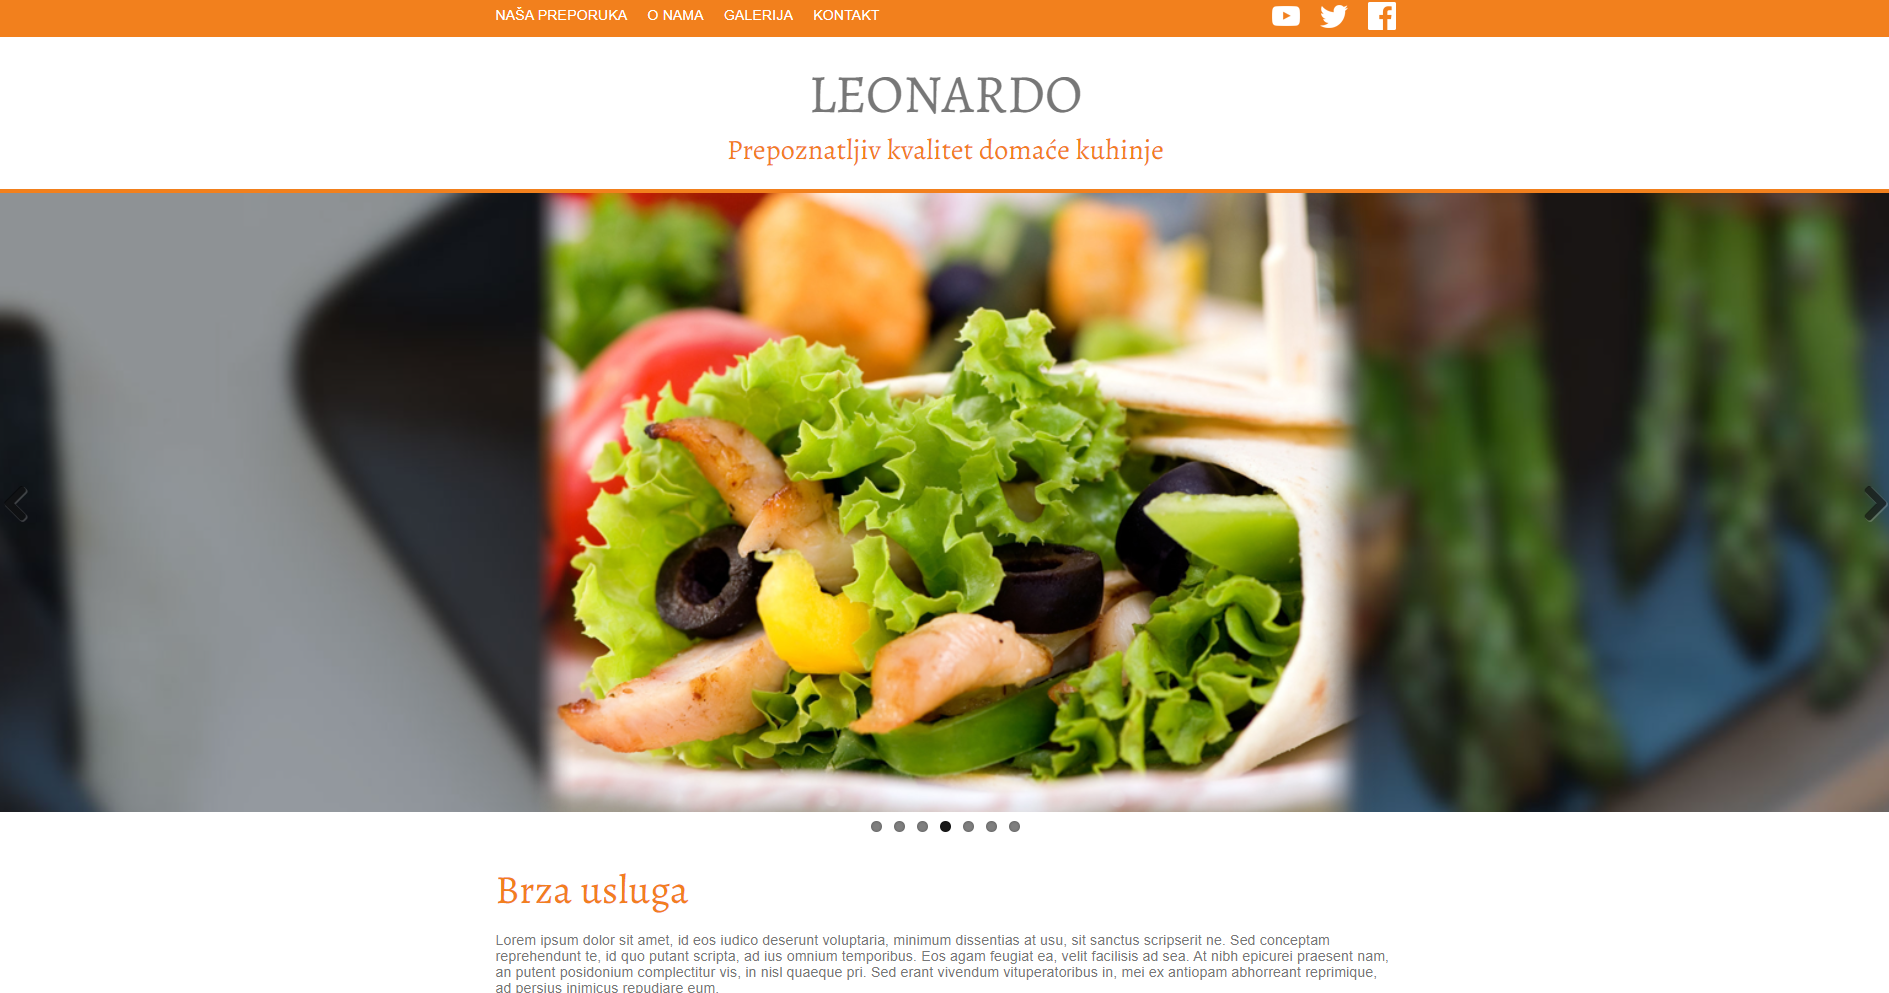 NAŠA PREPORUKA O NAMA GALERIJA KONTAKT
LEONARDO
Prepoznatljiv kvalitet domaće kuhinje
Brza usluga
Lorem ipsum dolor sit amet, id eos iudico deserunt voluptaria, minimum dissentias at usu, sit sanctus scripserit ne. Sed conceptam
reprehendunt te, id quo putant scripta, ad ius omnium temporibus. Eos agam feugiat ea, velit facilisis ad sea. At nibh epicurei praesent nam,
an putent posidonium complectitur vis, in nisl quaeque pri. Sed erant vivendum vituperatoribus in, mei ex antiopam abhorreant reprimique,
ad persius inimicus repudiare eum.